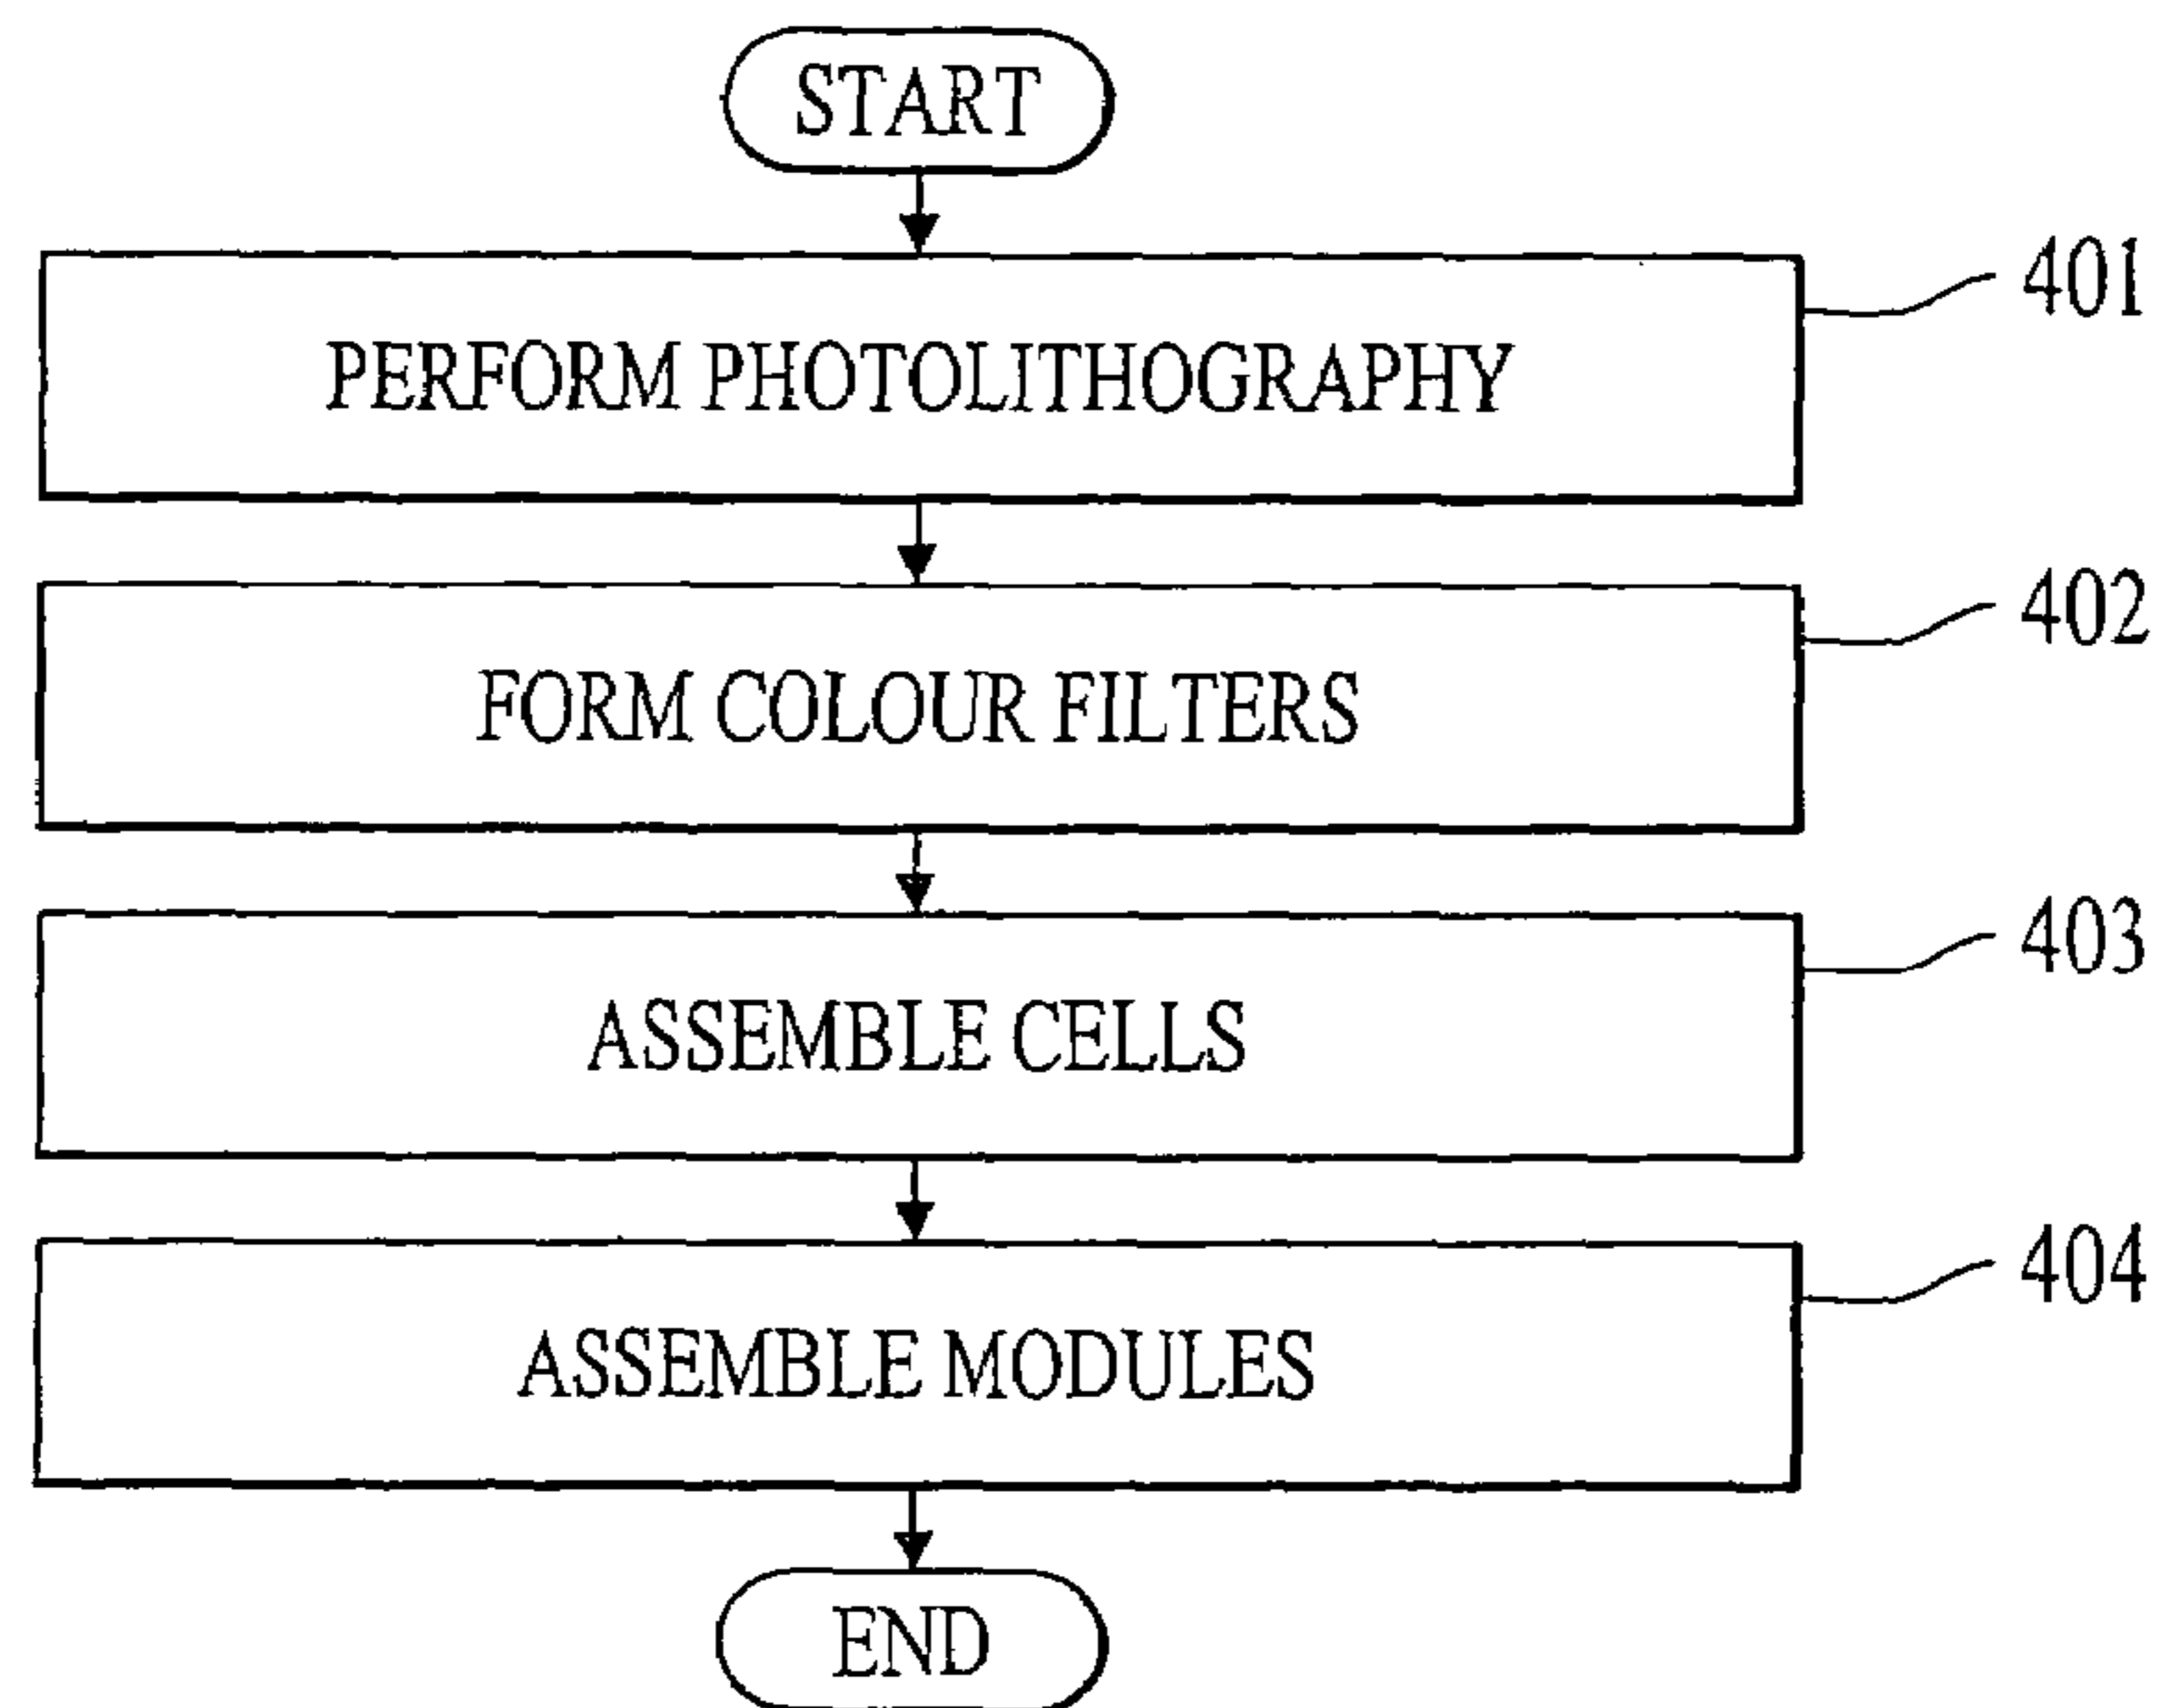 START
401
PERFORM PHOTOLITHOGRAPHY
402
FORM COLOUR FILTERS
403
ASSEMBLE CELLS
404
ASSEMBLE MODULES
END